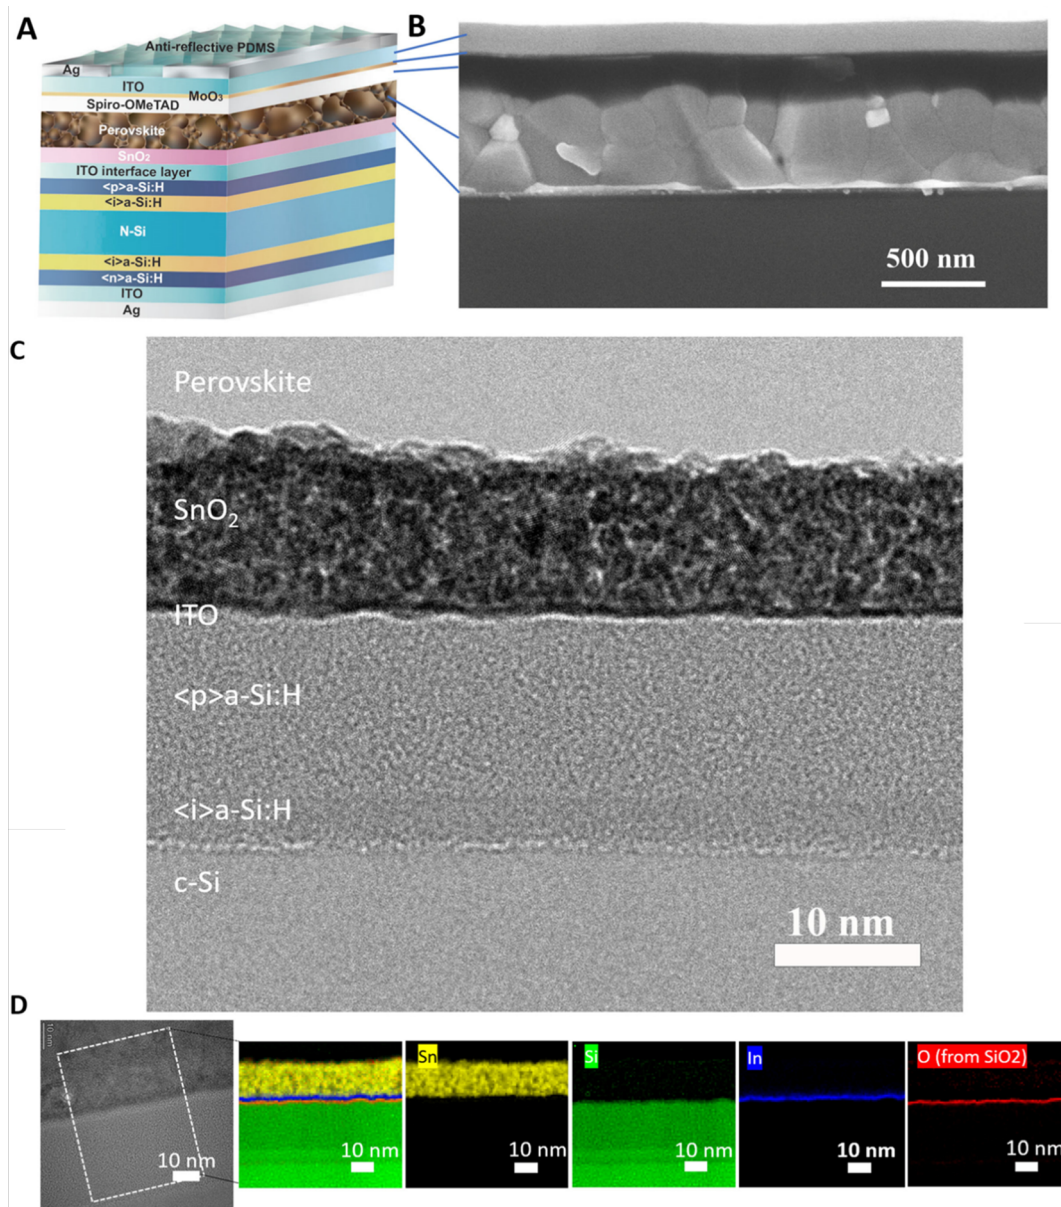 A
Anti-reflective PDMS
Ag
ITO
MoO₃
Spiro-OMeTAD
Perovskite
SnO₂
ITO interface layer
<p>a-Si:H
<i>a-Si:H
N-Si
<i>a-Si:H
<n>a-Si:H
ITO
Ag
B
500 nm
C
Perovskite
SnO₂
ITO
<p>a-Si:H
<i>a-Si:H
c-Si
10 nm
D
10 nm
10 nm
10 nm
Sn
10 nm
Si
10 nm
In
10 nm
O (from SiO2)
10 nm